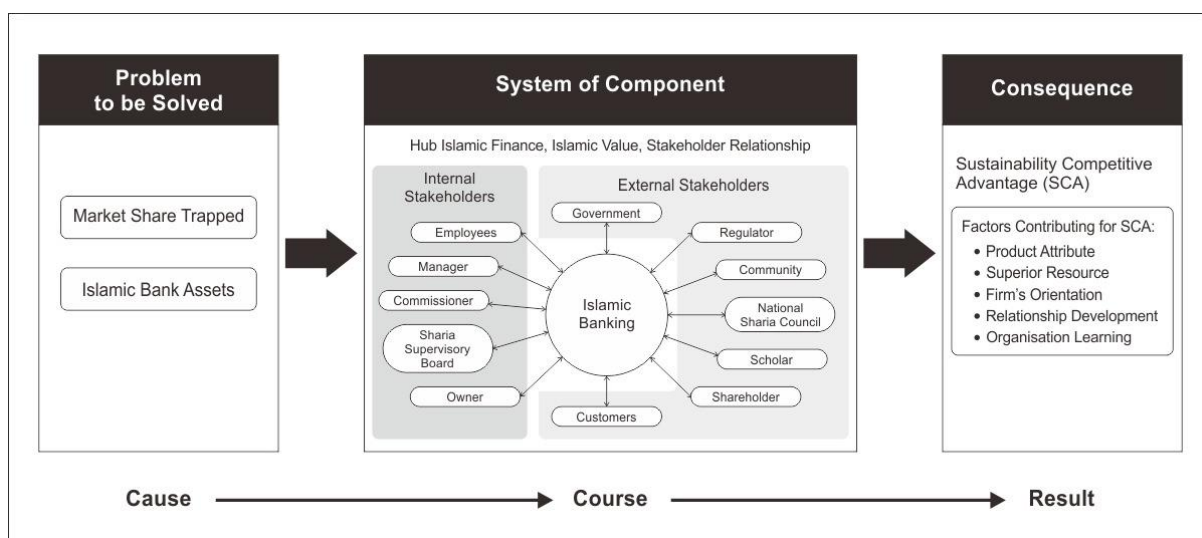 Problem
to be Solved
Market Share Trapped
Islamic Bank Assets
System of Component
Hub Islamic Finance, Islamic Value, Stakeholder Relationship
Internal
Stakeholders
Employees
Manager
Commissioner
Sharia
Supervisory
Board
Owner
Islamic
Banking
External Stakeholders
Government
Regulator
Community
National
Sharia Council
Scholar
Shareholder
Customers
Consequence
Sustainability Competitive
Advantage (SCA)
Factors Contributing for SCA:
• Product Attribute
• Superior Resource
• Firm's Orientation
• Relationship Development
• Organisation Learning
Cause
Course
Result